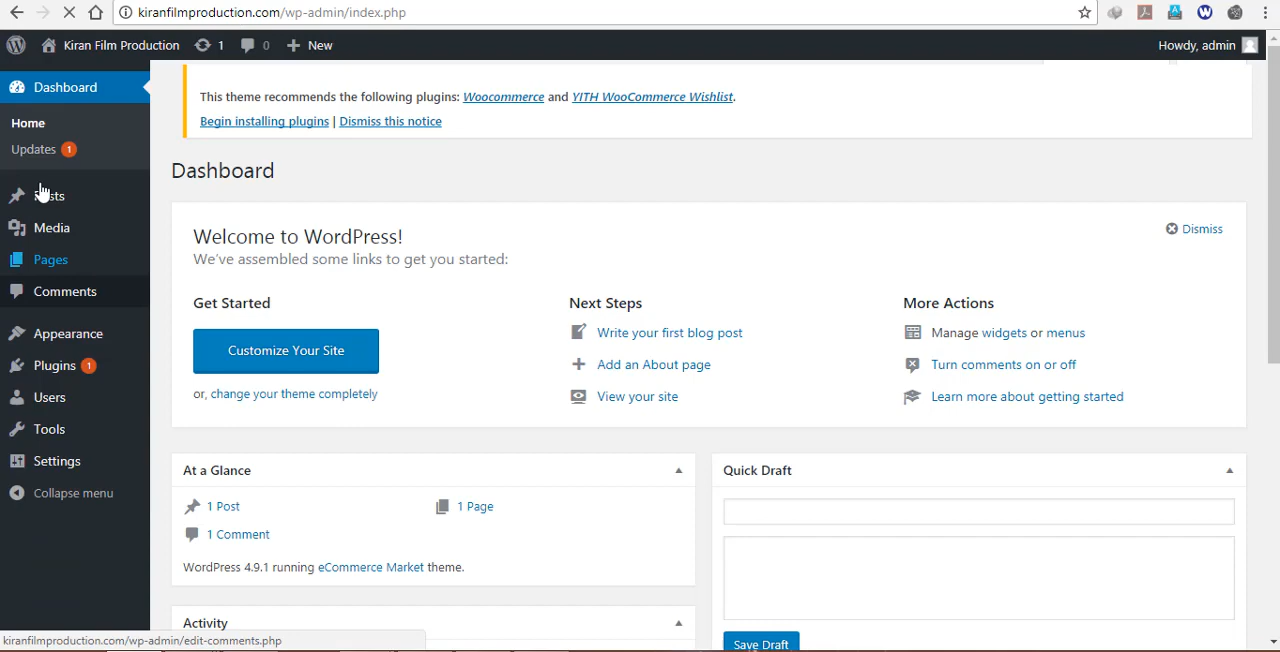 kiranfilmproduction.com/wp-admin/index.php
Kiran Film Production 1 0 New
Howdy, admin
Dashboard
Home
Updates 1
Posts
Media
Pages
Comments
Appearance
Plugins 1
Users
Tools
Settings
Collapse menu
This theme recommends the following plugins: Woocommerce and YITH WooCommerce Wishlist.
Begin installing plugins | Dismiss this notice
Dashboard
Welcome to WordPress!
Dismiss
We've assembled some links to get you started:
Get Started
Customize Your Site
or, change your theme completely
Next Steps
Write your first blog post
Add an About page
View your site
More Actions
Manage widgets or menus
Turn comments on or off
Learn more about getting started
At a Glance
1 Post
1 Page
1 Comment
WordPress 4.9.1 running eCommerce Market theme.
Activity
Quick Draft
Save Draft
kiranfilmproduction.com/wp-admin/edit-comments.php